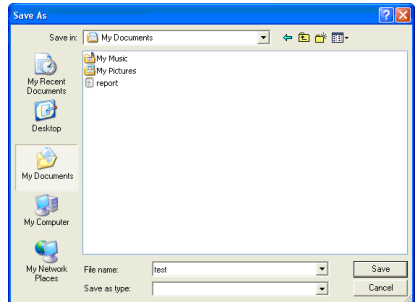 Save As
Save in: My Documents
My Recent
Documents
Desktop
My Documents
My Computer
My Network
Places
My Music
My Pictures
report
File name: test Save
Save as type: Cancel